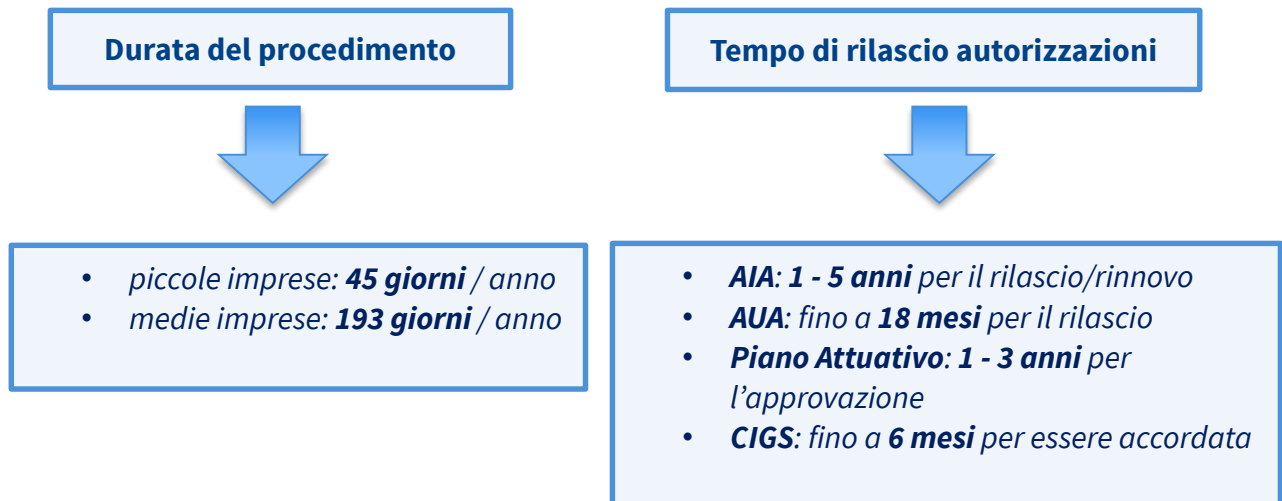 Durata del procedimento
Tempo di rilascio autorizzazioni
• piccole imprese: 45 giorni / anno
• medie imprese: 193 giorni / anno
• AIA: 1 - 5 anni per il rilascio/rinnovo
• AUA: fino a 18 mesi per il rilascio
• Piano Attuativo: 1 - 3 anni per
l’approvazione
• CIGS: fino a 6 mesi per essere accordata